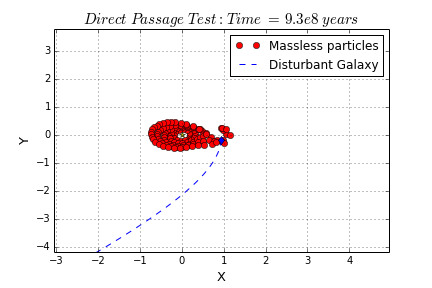 Direct Passage Test : Time = 9.3e8 years
Massless particles
Disturbant Galaxy
3
2
1
0
−1
−2
−3
−4
Y
−3 −2 −1 0 1 2 3 4
X